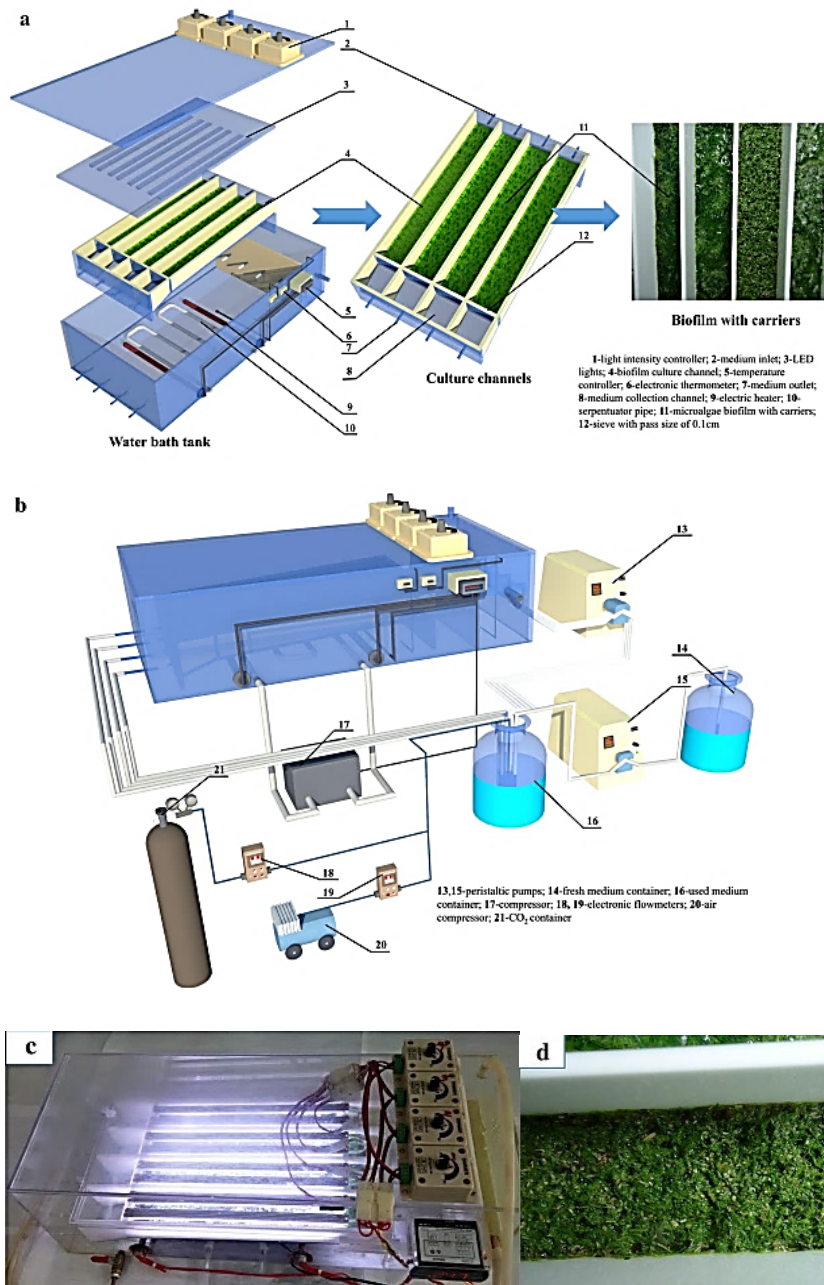 a
1
2
3
4
11
12
5
6
7
8
9
10
Culture channels
Water bath tank
Biofilm with carriers
1-light intensity controller; 2-medium inlet; 3-LED
lights; 4-biofilm culture channel; 5-temperature
controller; 6-electronic thermometer; 7-medium outlet;
8-medium collection channel; 9-electric heater; 10-
serpentuator pipe; 11-microalgae biofilm with carriers;
12-sieve with pass size of 0.1cm
b
13
14
15
17
21
16
18
19
20
13,15-peristaltic pumps; 14-fresh medium container; 16-used medium
container; 17-compressor; 18, 19-electronic flowmeters; 20-air
compressor; 21-CO₂ container
c
d